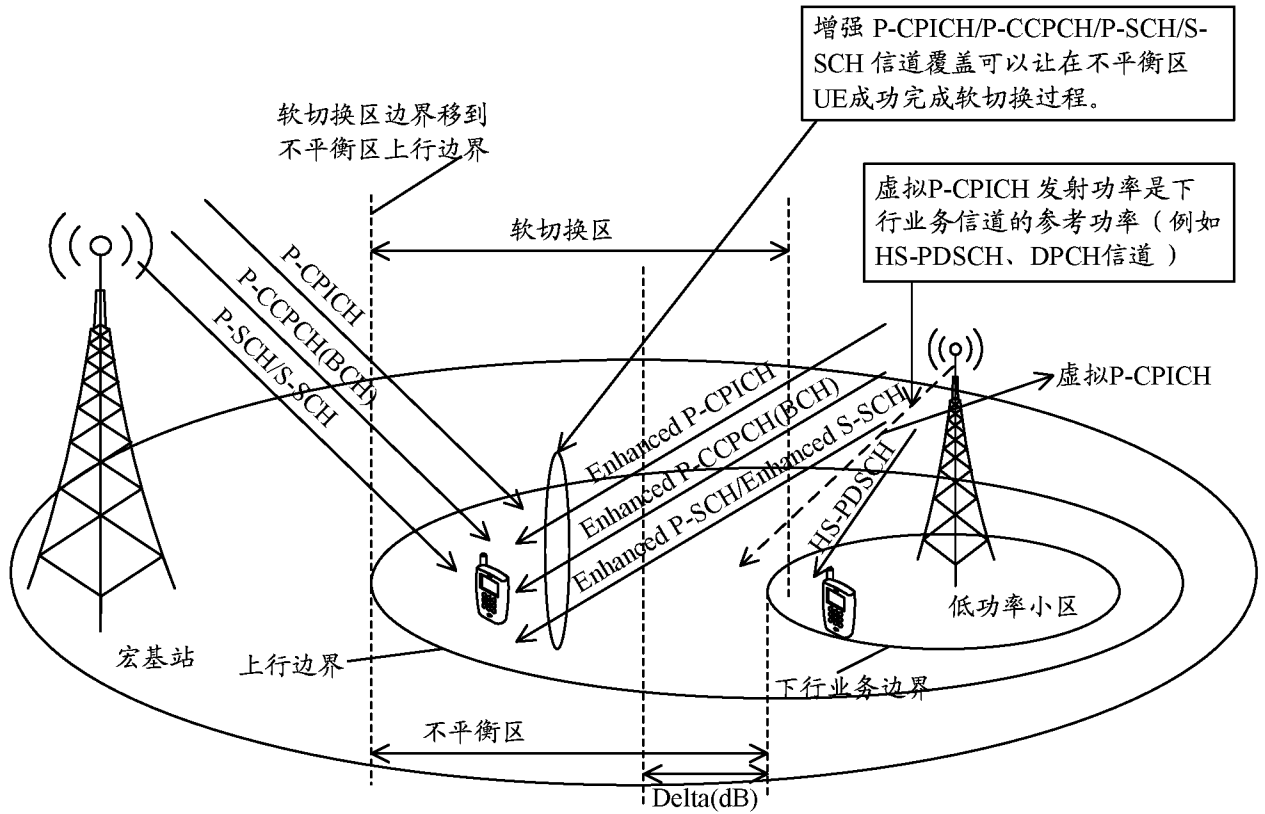 增强 P-CPICH/P-CCPCH/P-SCH/S-
SCH 信道覆盖可以让在不平衡区
UE成功完成软切换过程。
软切换区边界移到
不平衡区上行边界
虚拟P-CPICH 发射功率是下
行业务信道的参考功率（例如
HS-PDSCH、DPCH信道 ）
软切换区
P-CPICH
P-CCPCH(BCH)
P-SCH/S-SCH
Enhanced P-CPICH
Enhanced P-CCPCH(BCH)
Enhanced P-SCH/Enhanced S-SCH
虚拟P-CPICH
HS-PDSCH
低功率小区
宏基站
上行边界
下行业务边界
不平衡区
Delta(dB)